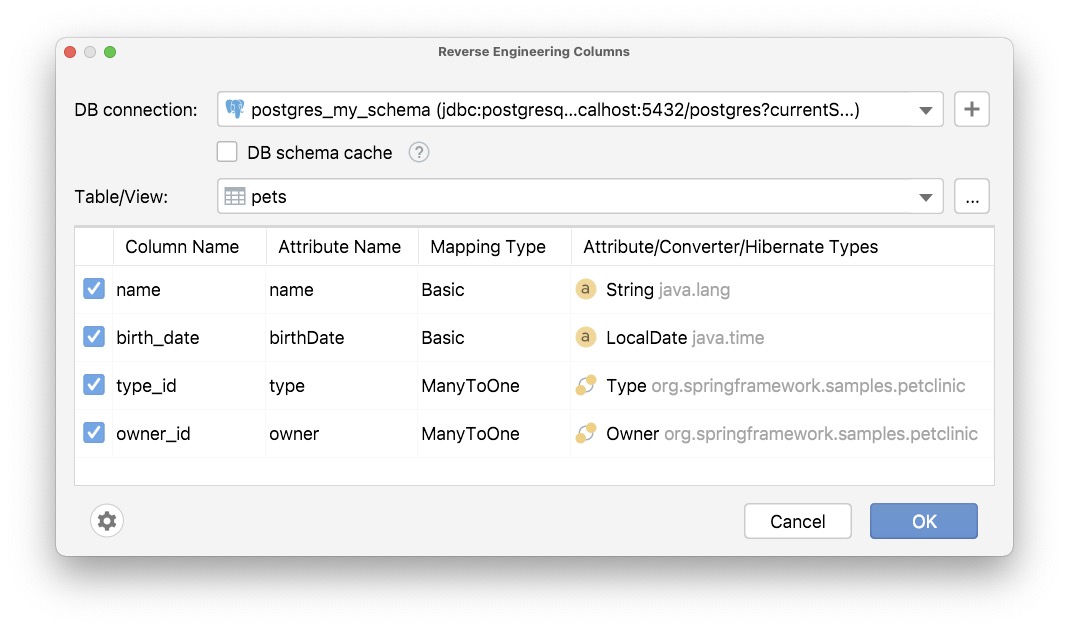 Reverse Engineering Columns
DB connection: postgres_my_schema (jdbc:postgresq...calhost:5432/postgres?currentS...) +
DB schema cache ?
Table/View: pets ...
Column Name Attribute Name Mapping Type Attribute/Converter/Hibernate Types
name name Basic a String java.lang
birth_date birthDate Basic a LocalDate java.time
type_id type ManyToOne Type org.springframework.samples.petclinic
owner_id owner ManyToOne Owner org.springframework.samples.petclinic
Cancel OK